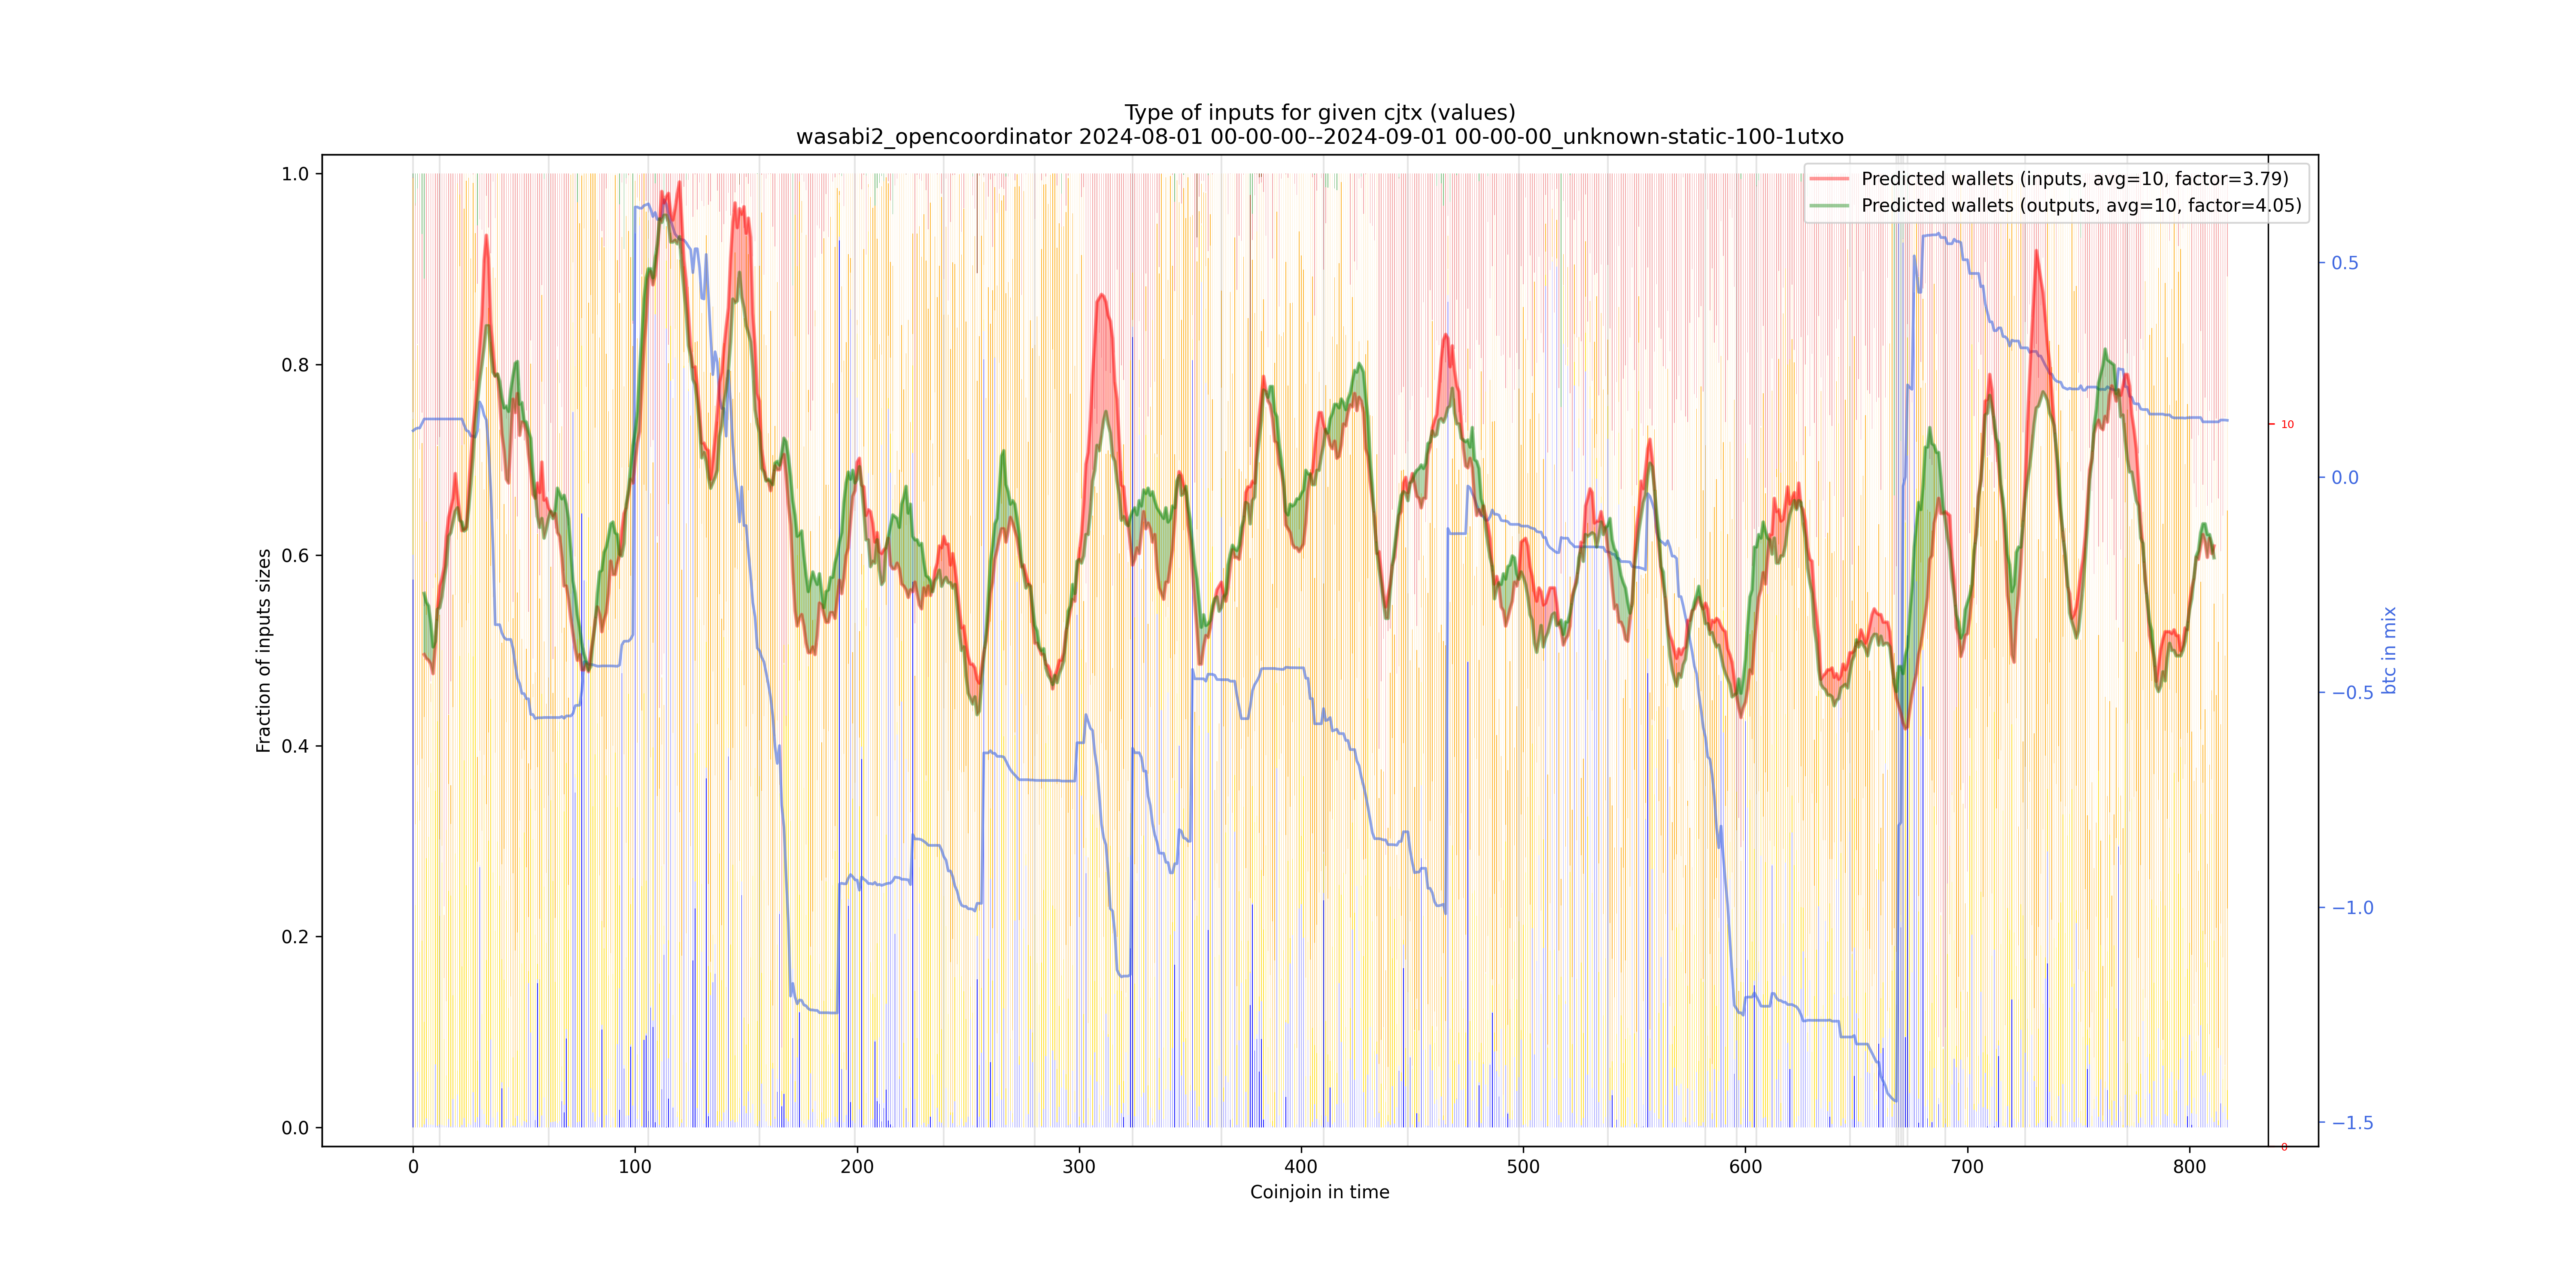 Type of inputs for given cjtx (values)
wasabi2_opencoordinator 2024-08-01 00-00-00--2024-09-01 00-00-00_unknown-static-100-1utxo
Predicted wallets (inputs, avg=10, factor=3.79)
Predicted wallets (outputs, avg=10, factor=4.05)
Fraction of inputs sizes
1.0
0.8
0.6
0.4
0.2
0.0
0 100 200 300 400 500 600 700 800
Coinjoin in time
10
0
0.5
0.0
−0.5
−1.0
−1.5
btc in mix